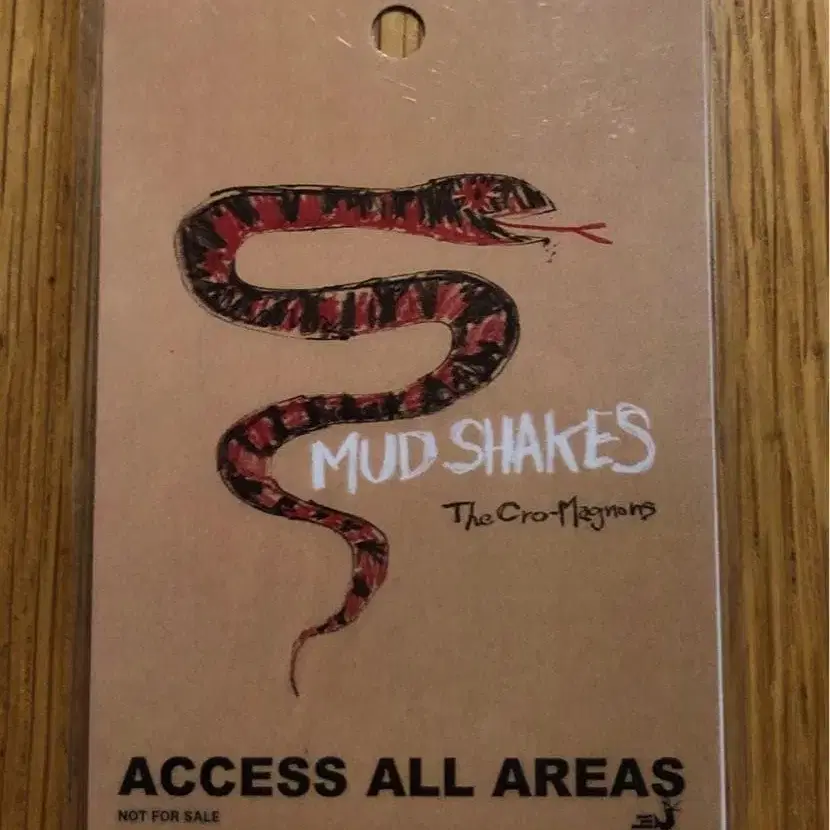 MUD SHAKES
The Cro-Magnons
ACCESS ALL AREAS
NOT FOR SALE